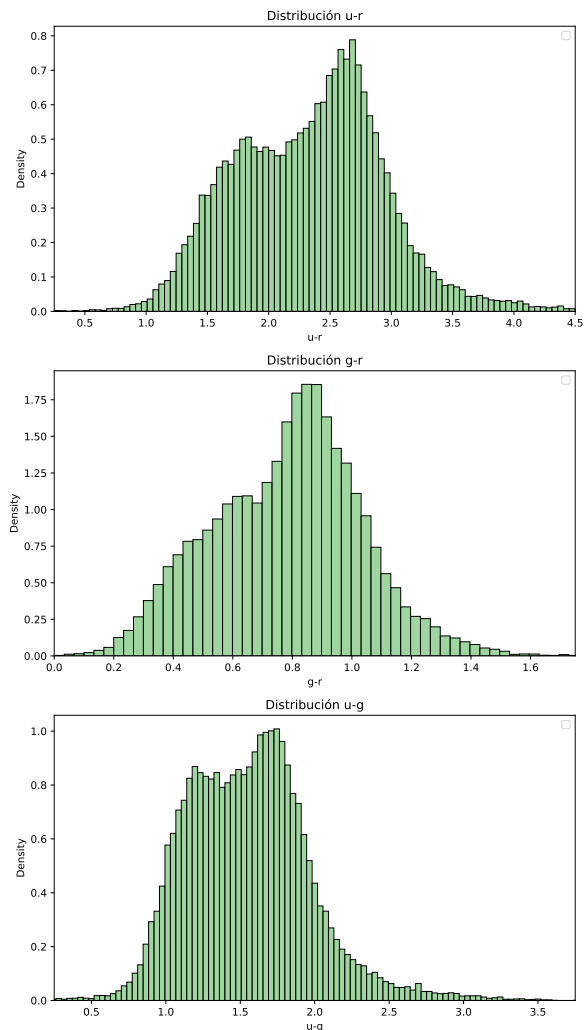 Distribución u-r
0.8
0.7
0.6
0.5
0.4
0.3
0.2
0.1
0.0
Density
0.5 1.0 1.5 2.0 2.5 3.0 3.5 4.0 4.5
u-r
Distribución g-r
1.75
1.50
1.25
1.00
0.75
0.50
0.25
0.00
Density
0.0 0.2 0.4 0.6 0.8 1.0 1.2 1.4 1.6
g-r
Distribución u-g
1.0
0.8
0.6
0.4
0.2
0.0
Density
0.5 1.0 1.5 2.0 2.5 3.0 3.5
u-g